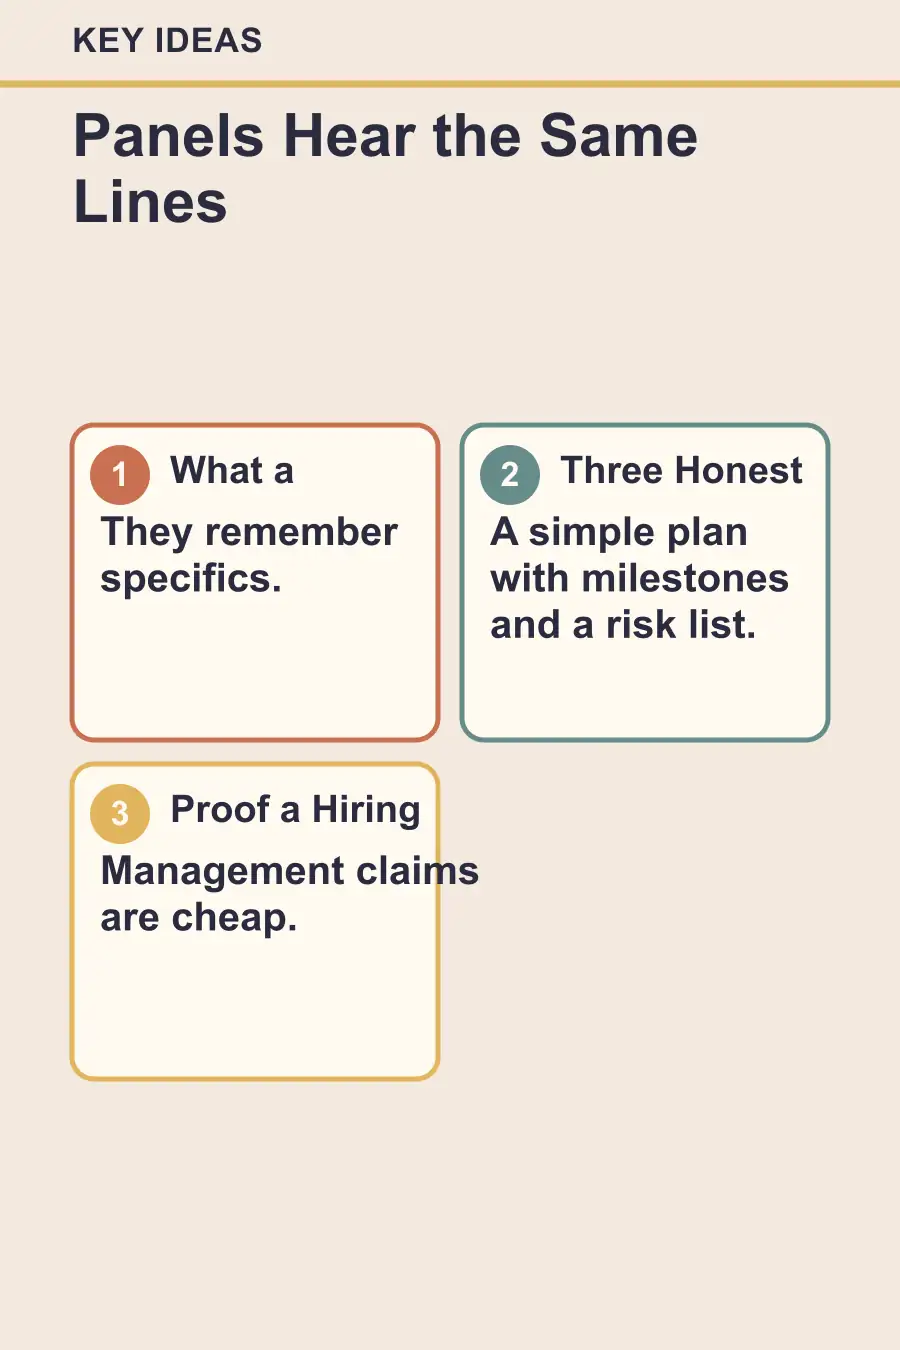 KEY IDEAS
Panels Hear the Same
Lines
1 What a
They remember
specifics.
2 Three Honest
A simple plan
with milestones
and a risk list.
3 Proof a Hiring
Management claims
are cheap.